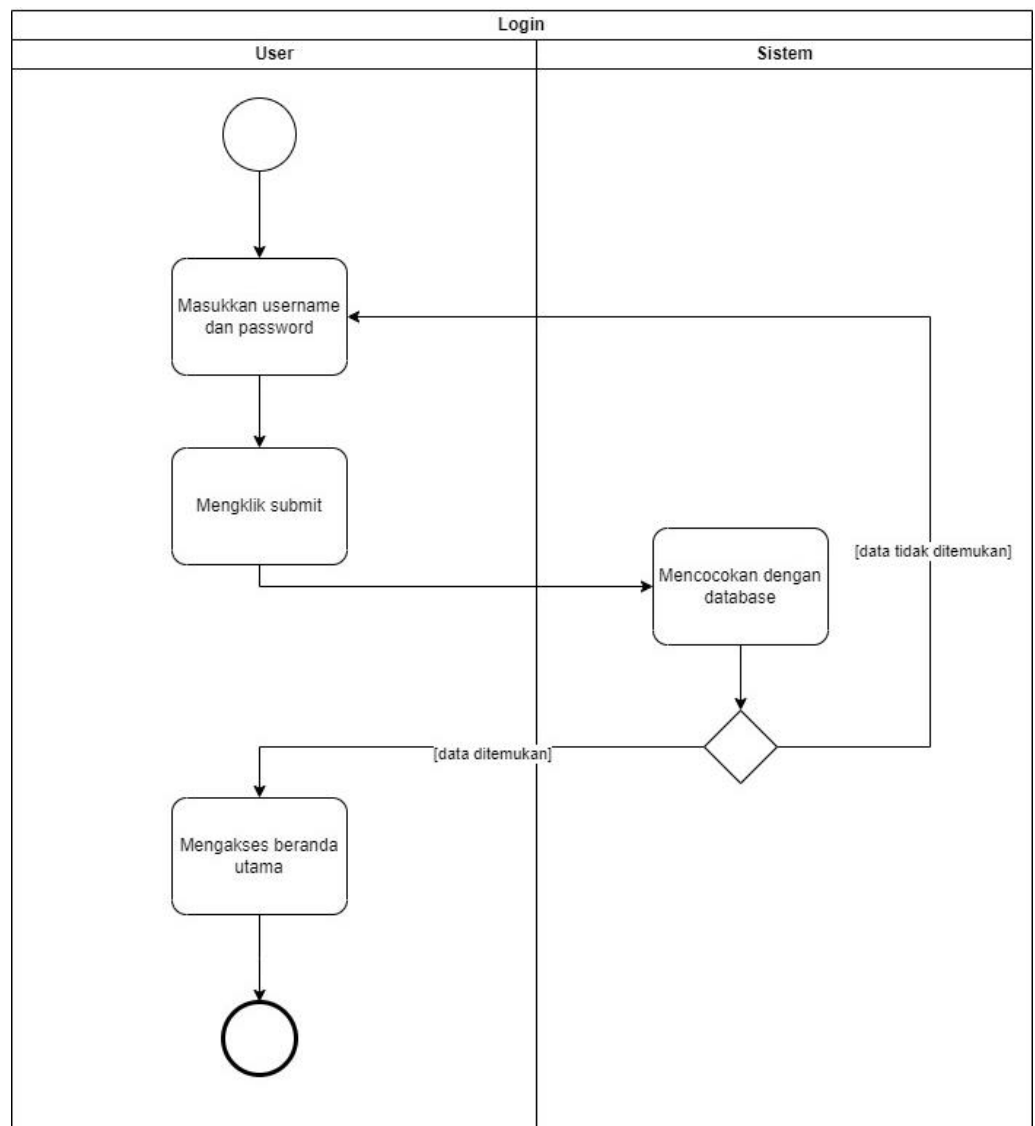 Login
User
Sistem
Masukkan username
dan password
Mengklik submit
[data tidak ditemukan]
Mencocokan dengan
database
[data ditemukan]
Mengakses beranda
utama